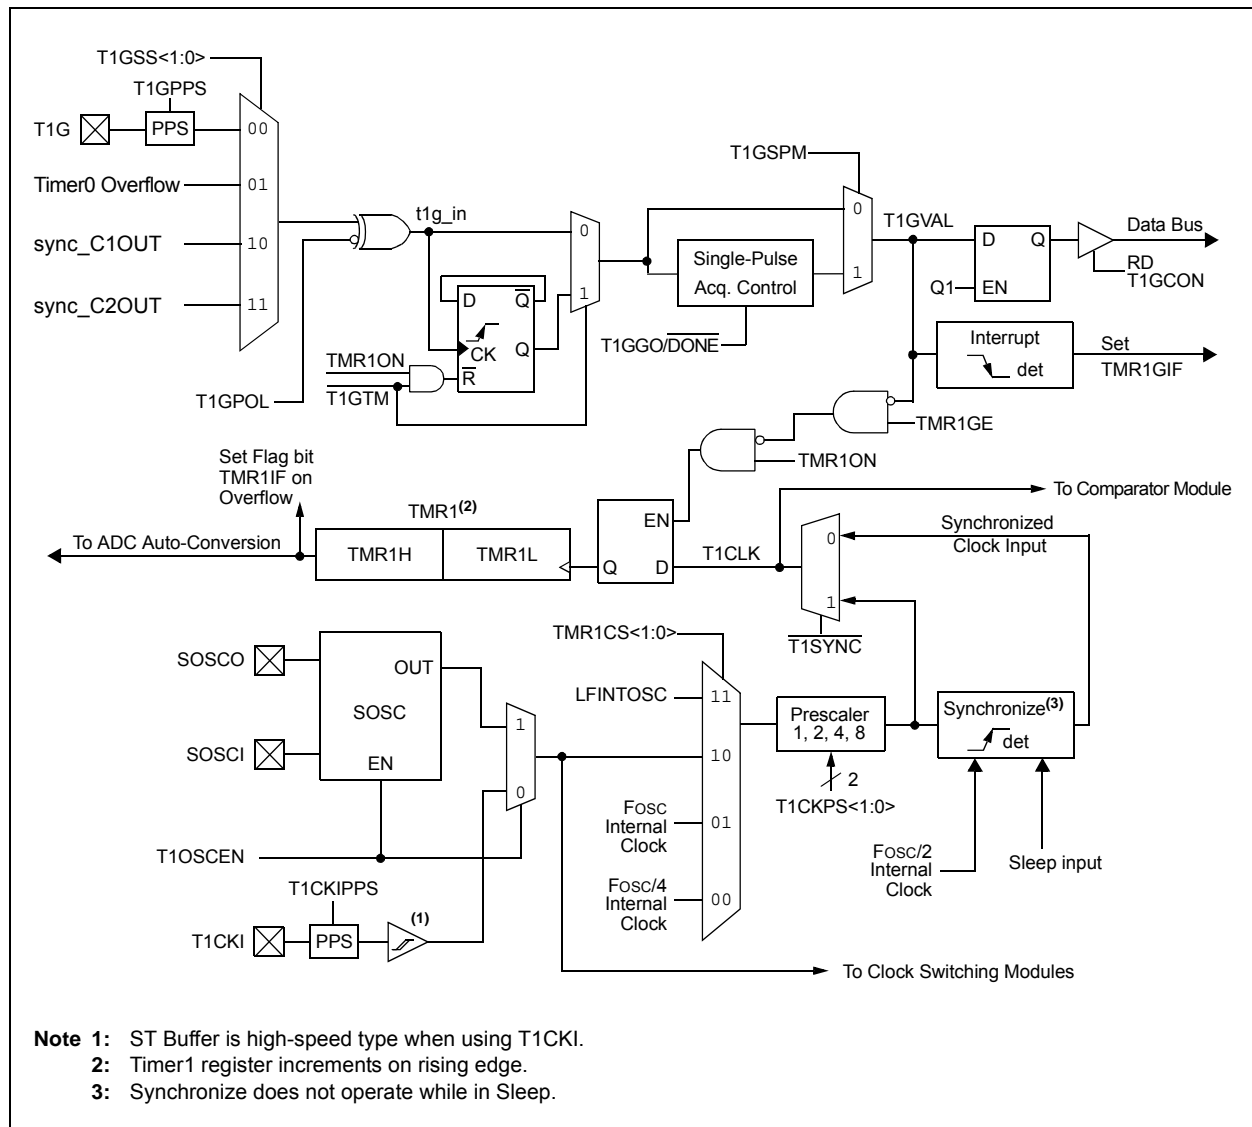 T1GSS<1:0>
T1GPPS
T1G
PPS
00
Timer0 Overflow
01
sync_C1OUT
10
sync_C2OUT
11
T1GPOL
t1g_in
0
1
D
Q
CK
Q
R
TMR1ON
T1GTM
T1GSPM
0
1
Single-Pulse
Acq. Control
T1GGO/DONE
T1GVAL
D
Q
Q1
EN
Data Bus
RD
T1GCON
Interrupt
det
Set
TMR1GIF
TMR1GE
TMR1ON
Set Flag bit
TMR1IF on
Overflow
To ADC Auto-Conversion
TMR1(2)
TMR1H
TMR1L
EN
Q
D
T1CLK
To Comparator Module
Synchronized
Clock Input
0
1
T1SYNC
SOSCO
SOSCI
OUT
SOSC
EN
1
0
T1OSCEN
T1CKIPPS
T1CKI
PPS
(1)
TMR1CS<1:0>
LFINTOSC
11
10
FOSC
Internal
Clock
01
FOSC/4
Internal
Clock
00
Prescaler
1, 2, 4, 8
2
T1CKPS<1:0>
Synchronize(3)
det
FOSC/2
Internal
Clock
Sleep input
To Clock Switching Modules
Note 1: ST Buffer is high-speed type when using T1CKI.
2: Timer1 register increments on rising edge.
3: Synchronize does not operate while in Sleep.